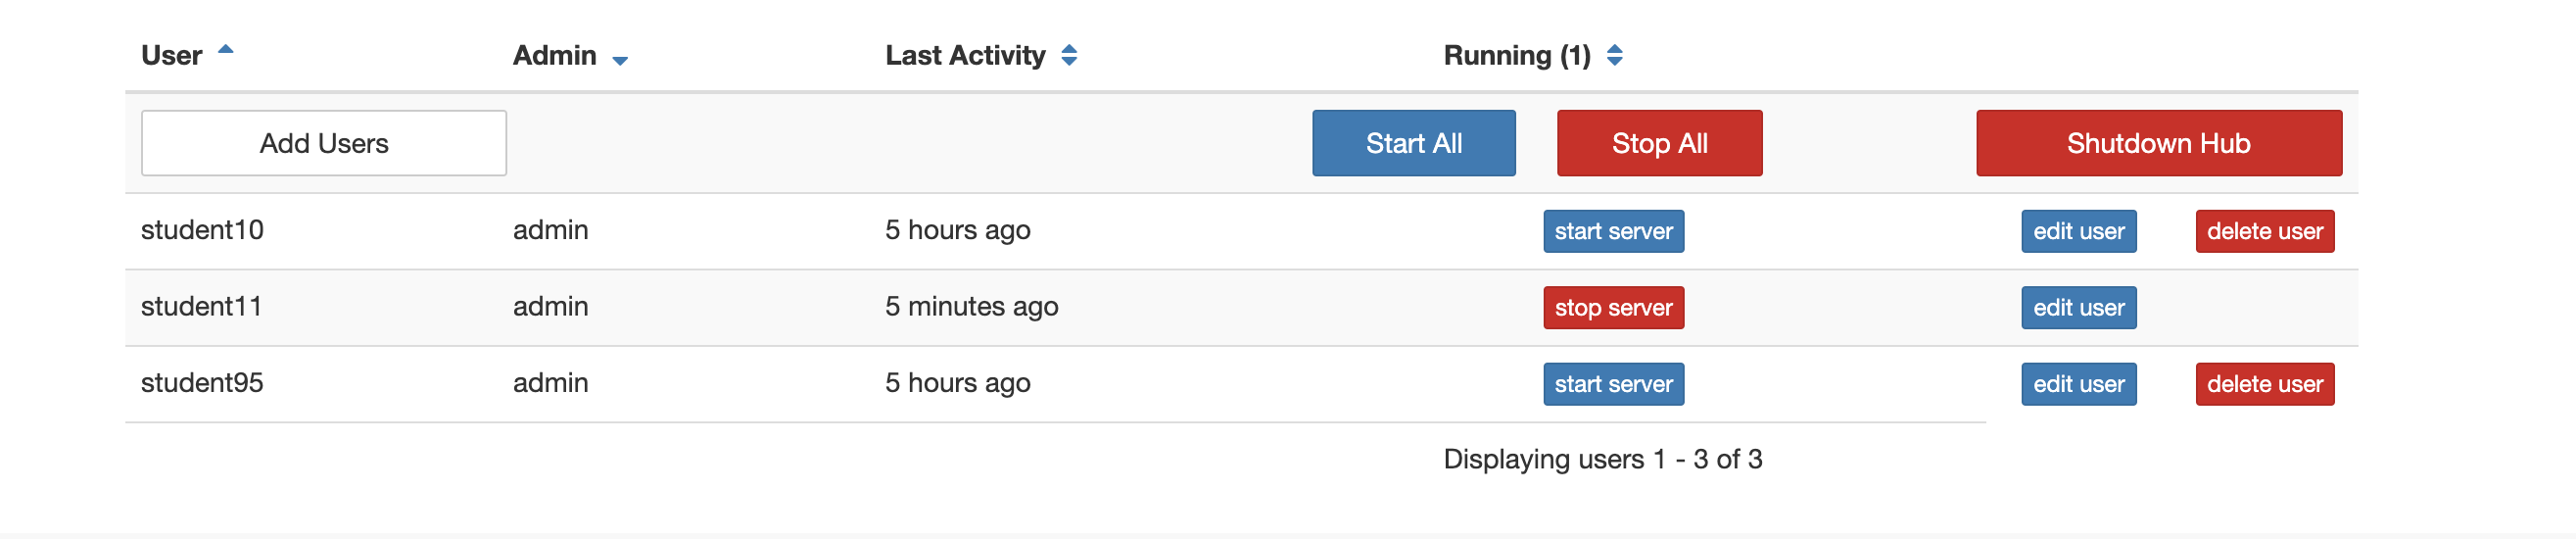 User Admin Last Activity Running (1)
Add Users Start All Stop All Shutdown Hub
student10 admin 5 hours ago start server edit user delete user
student11 admin 5 minutes ago stop server edit user
student95 admin 5 hours ago start server edit user delete user
Displaying users 1 - 3 of 3